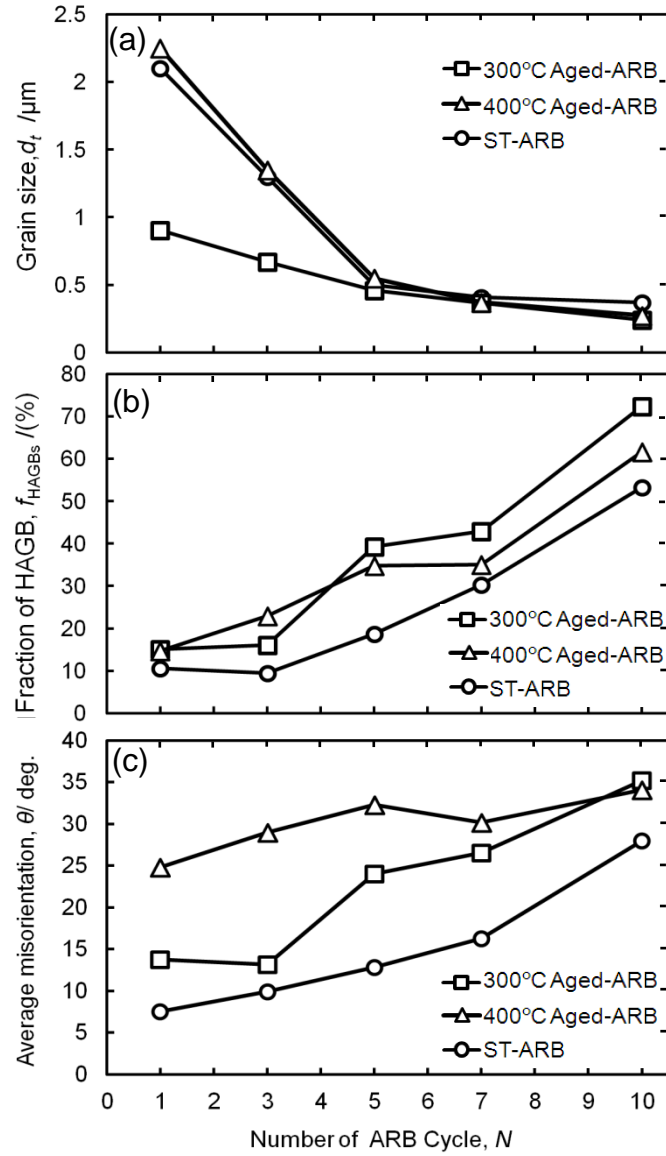 (a)
2.5
2
1.5
1
0.5
0
Grain size, d_t /μm
300°C Aged-ARB
400°C Aged-ARB
ST-ARB
(b)
80
70
60
50
40
30
20
10
0
Fraction of HAGB, f_HAGBs /(%)
300°C Aged-ARB
400°C Aged-ARB
ST-ARB
(c)
40
35
30
25
20
15
10
5
0
Average misorientation, θ/ deg.
300°C Aged-ARB
400°C Aged-ARB
ST-ARB
0 1 2 3 4 5 6 7 8 9 10
Number of ARB Cycle, N